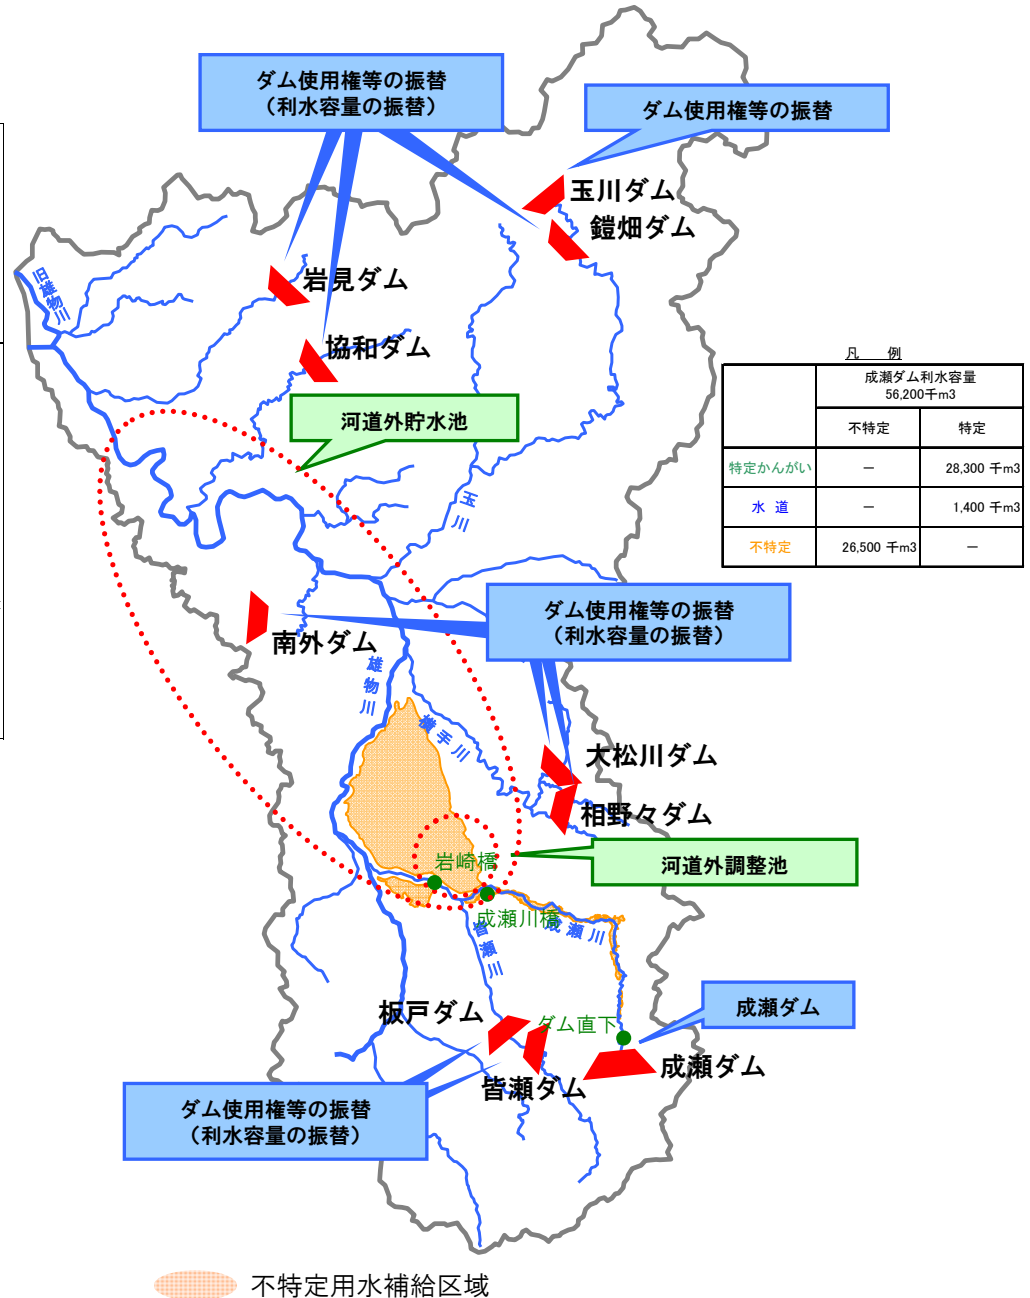 ダム使用権等の振替
（利水容量の振替）
ダム使用権等の振替
玉川ダム
鎧畑ダム
岩見ダム
旧雄物川
協和ダム
凡　例
成瀬ダム利水容量
56,200千m3
不特定
特定
特定かんがい
－
28,300 千m3
水 道
－
1,400 千m3
不特定
26,500 千m3
－
河道外貯水池
玉川
ダム使用権等の振替
（利水容量の振替）
南外ダム
雄物川
横手川
大松川ダム
相野々ダム
岩崎橋
河道外調整池
成瀬川橋
成瀬川
皆瀬川
板戸ダム
ダム直下
成瀬ダム
成瀬ダム
皆瀬ダム
ダム使用権等の振替
（利水容量の振替）
不特定用水補給区域